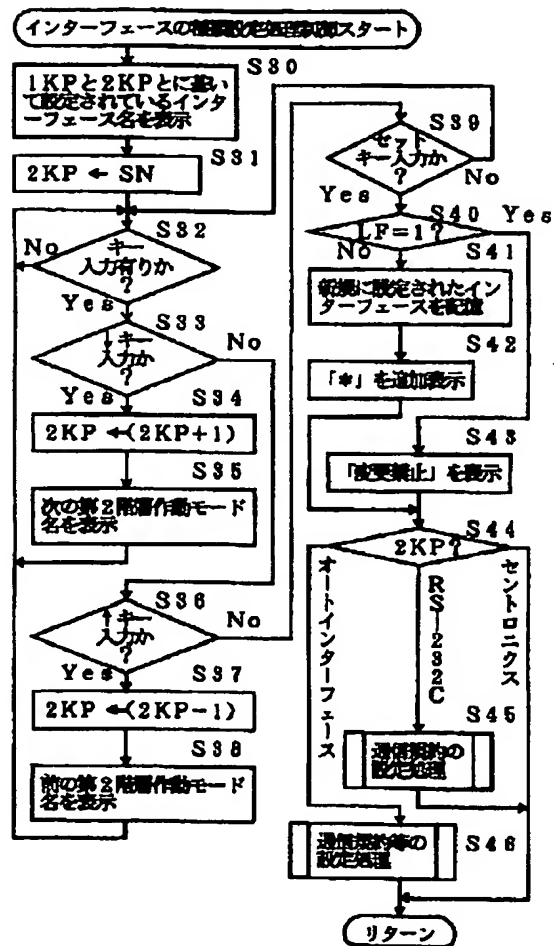 インターフェースの種類設定処理制御スタート
S30
1KPと2KPとに基い
て設定されているインタ
ーフェース名を表示
S31
2KP ← SN
S32
キー
入力有りか
?
No
Yes
S33
↓キー
入力か
?
No
Yes
S34
2KP ←(2KP+1)
S35
次の第2階層作動モード
名を表示
S36
↑キー
入力か
?
No
Yes
S37
2KP ←(2KP-1)
S38
前の第2階層作動モード
名を表示
S39
セット
キー入力か
?
No
Yes
S40
LF=1?
Yes
No
S41
新規に設定されたイン
ターフェースを記憶
S42
「*」を追加表示
S43
「変更禁止」を表示
S44
2KP?
オートインターフェース
RS-232C
セントロニクス
S45
通信規約の
設定処理
S46
通信規約等の
設定処理
リターン